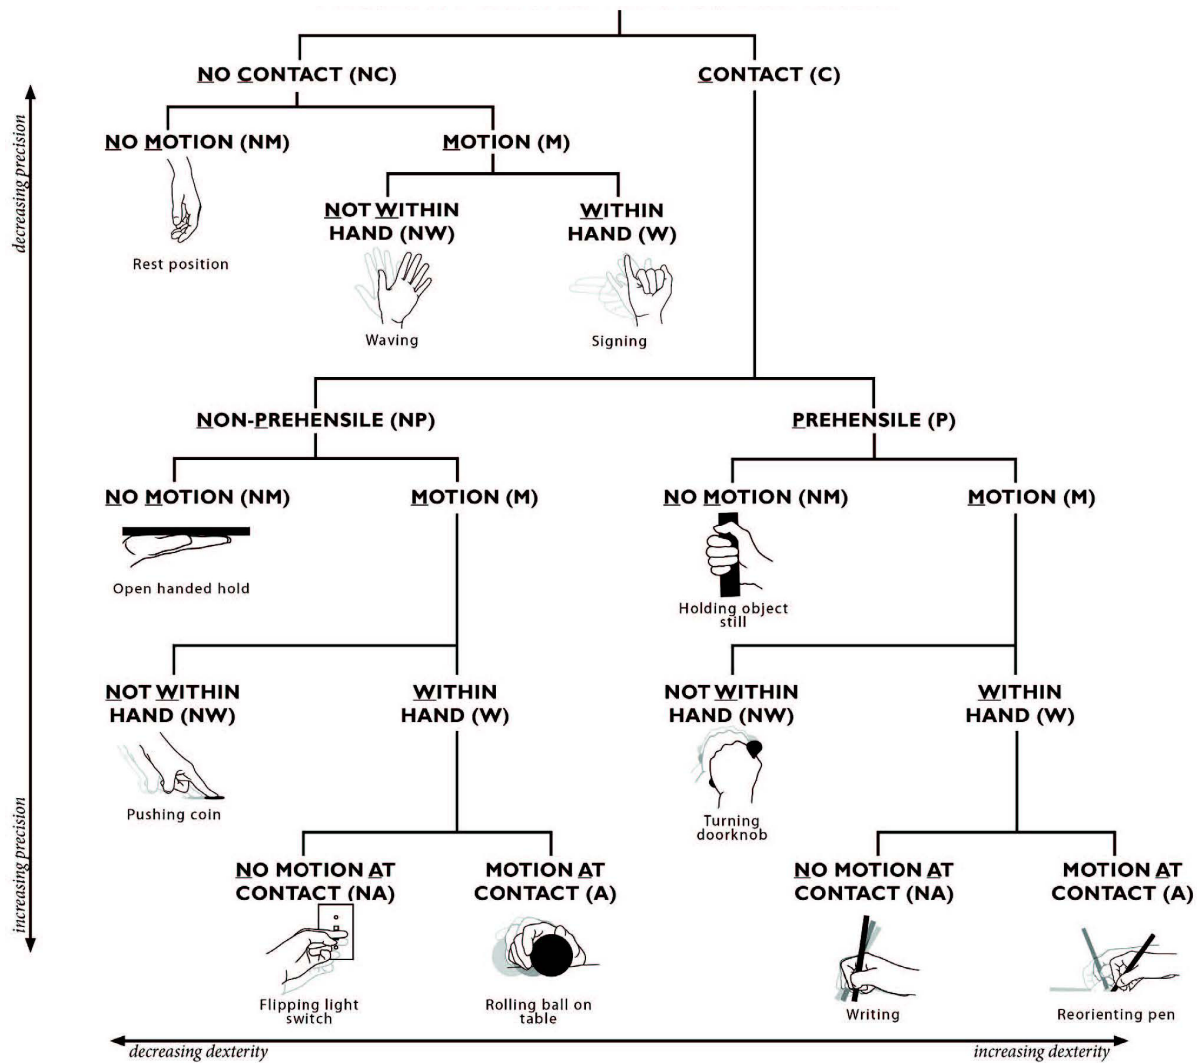 NO CONTACT (NC)
CONTACT (C)
NO MOTION (NM)
MOTION (M)
Rest position
NOT WITHIN
HAND (NW)
WITHIN
HAND (W)
Waving
Signing
decreasing precision
NON-PREHENSILE (NP)
PREHENSILE (P)
NO MOTION (NM)
MOTION (M)
NO MOTION (NM)
MOTION (M)
Open handed hold
Holding object
still
NOT WITHIN
HAND (NW)
WITHIN
HAND (W)
NOT WITHIN
HAND (NW)
WITHIN
HAND (W)
Pushing coin
Turning
doorknob
increasing precision
NO MOTION AT
CONTACT (NA)
MOTION AT
CONTACT (A)
NO MOTION AT
CONTACT (NA)
MOTION AT
CONTACT (A)
Flipping light
switch
Rolling ball on
table
Writing
Reorienting pen
decreasing dexterity
increasing dexterity